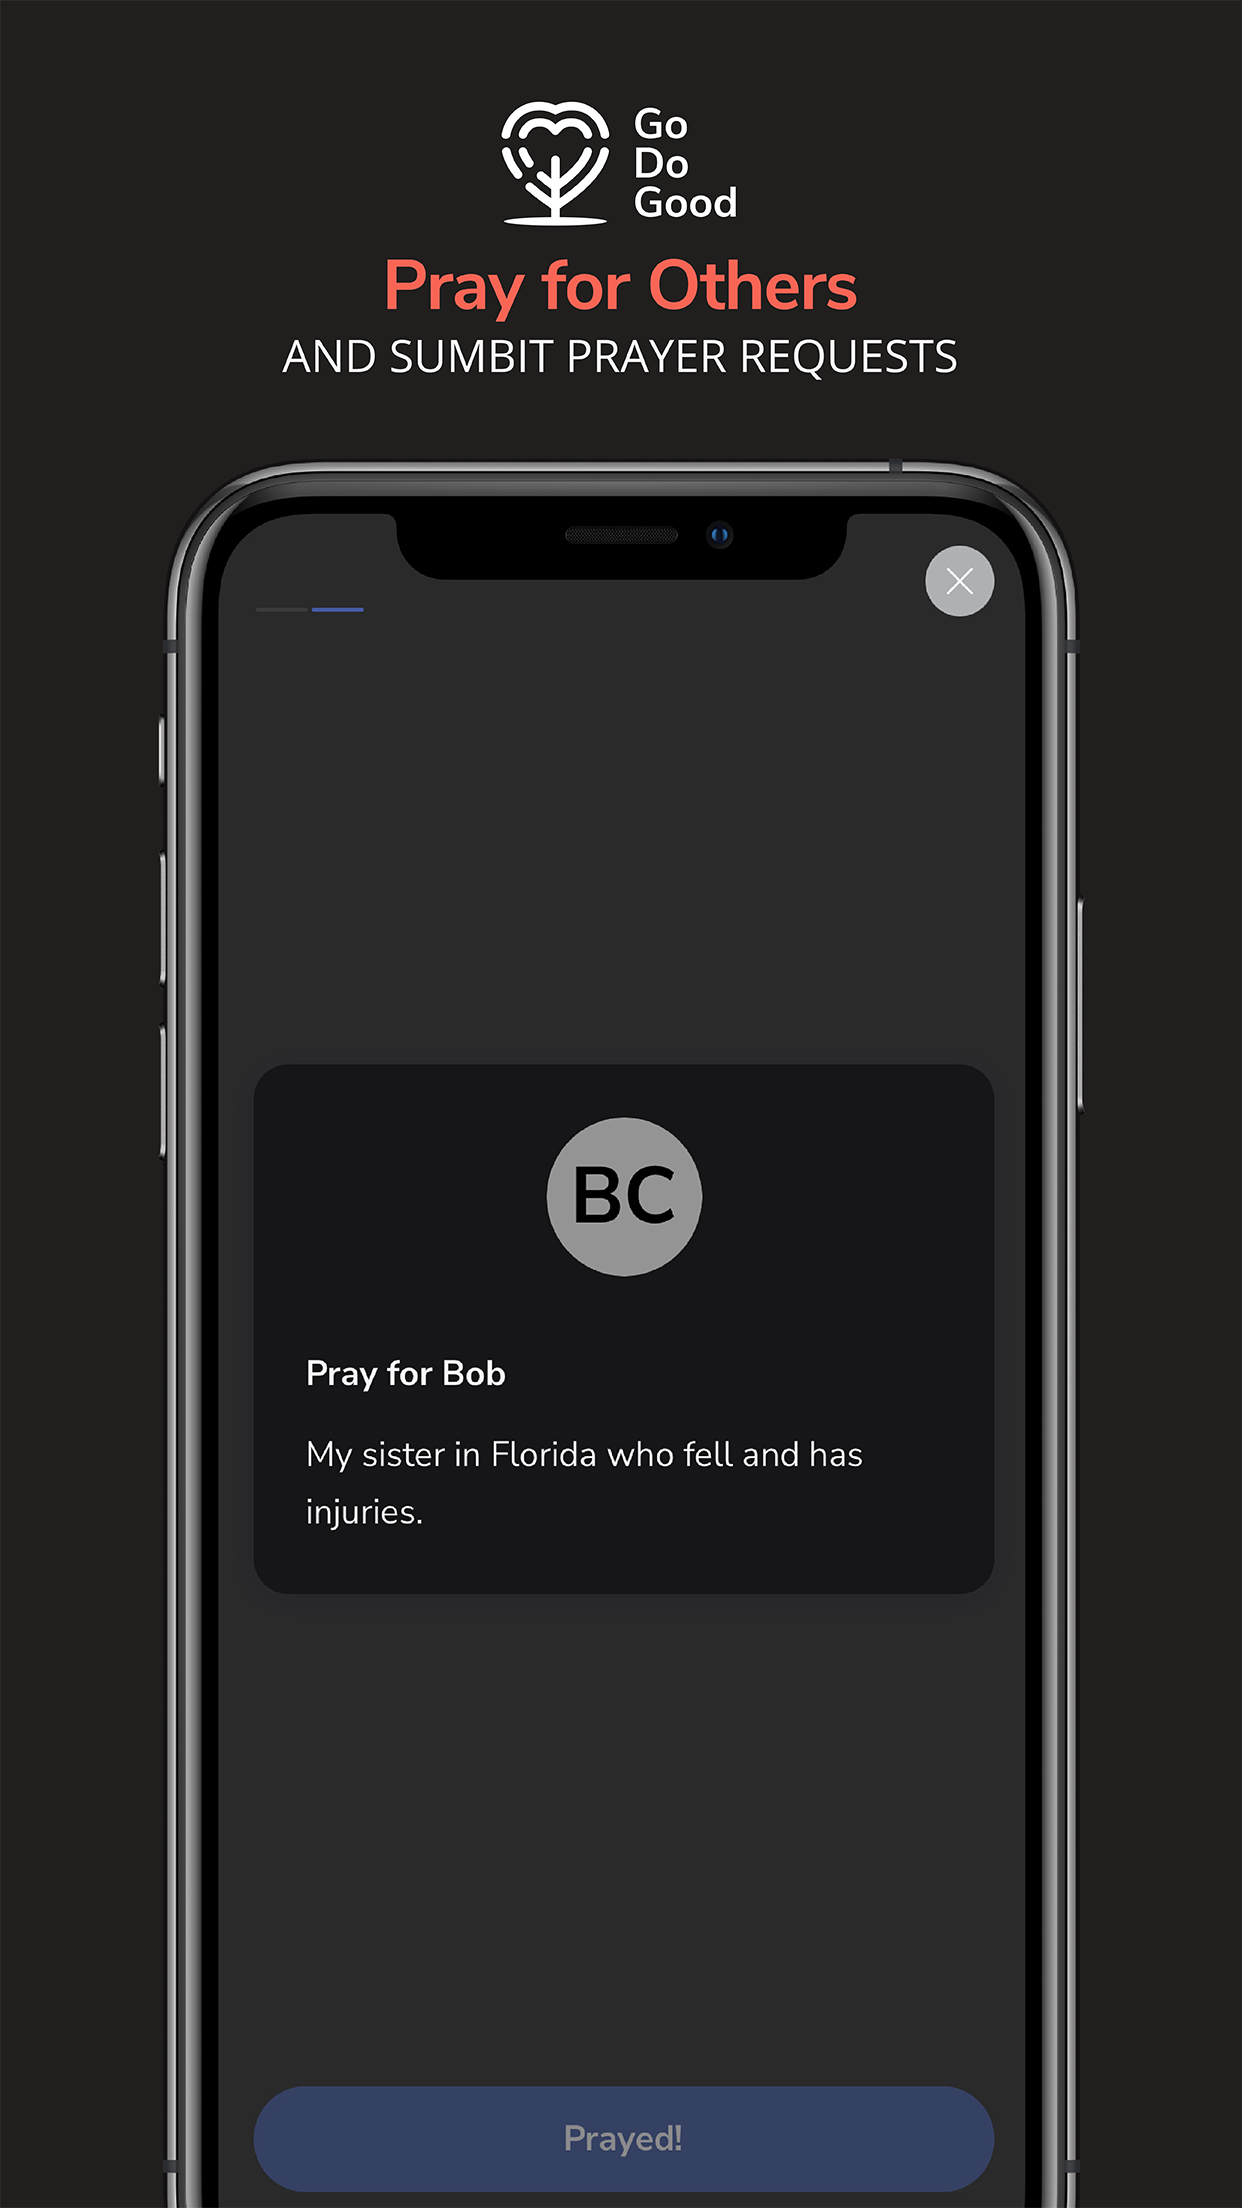 Go
Do
Good
Pray for Others
AND SUMBIT PRAYER REQUESTS
BC
Pray for Bob
My sister in Florida who fell and has
injuries.
Prayed!